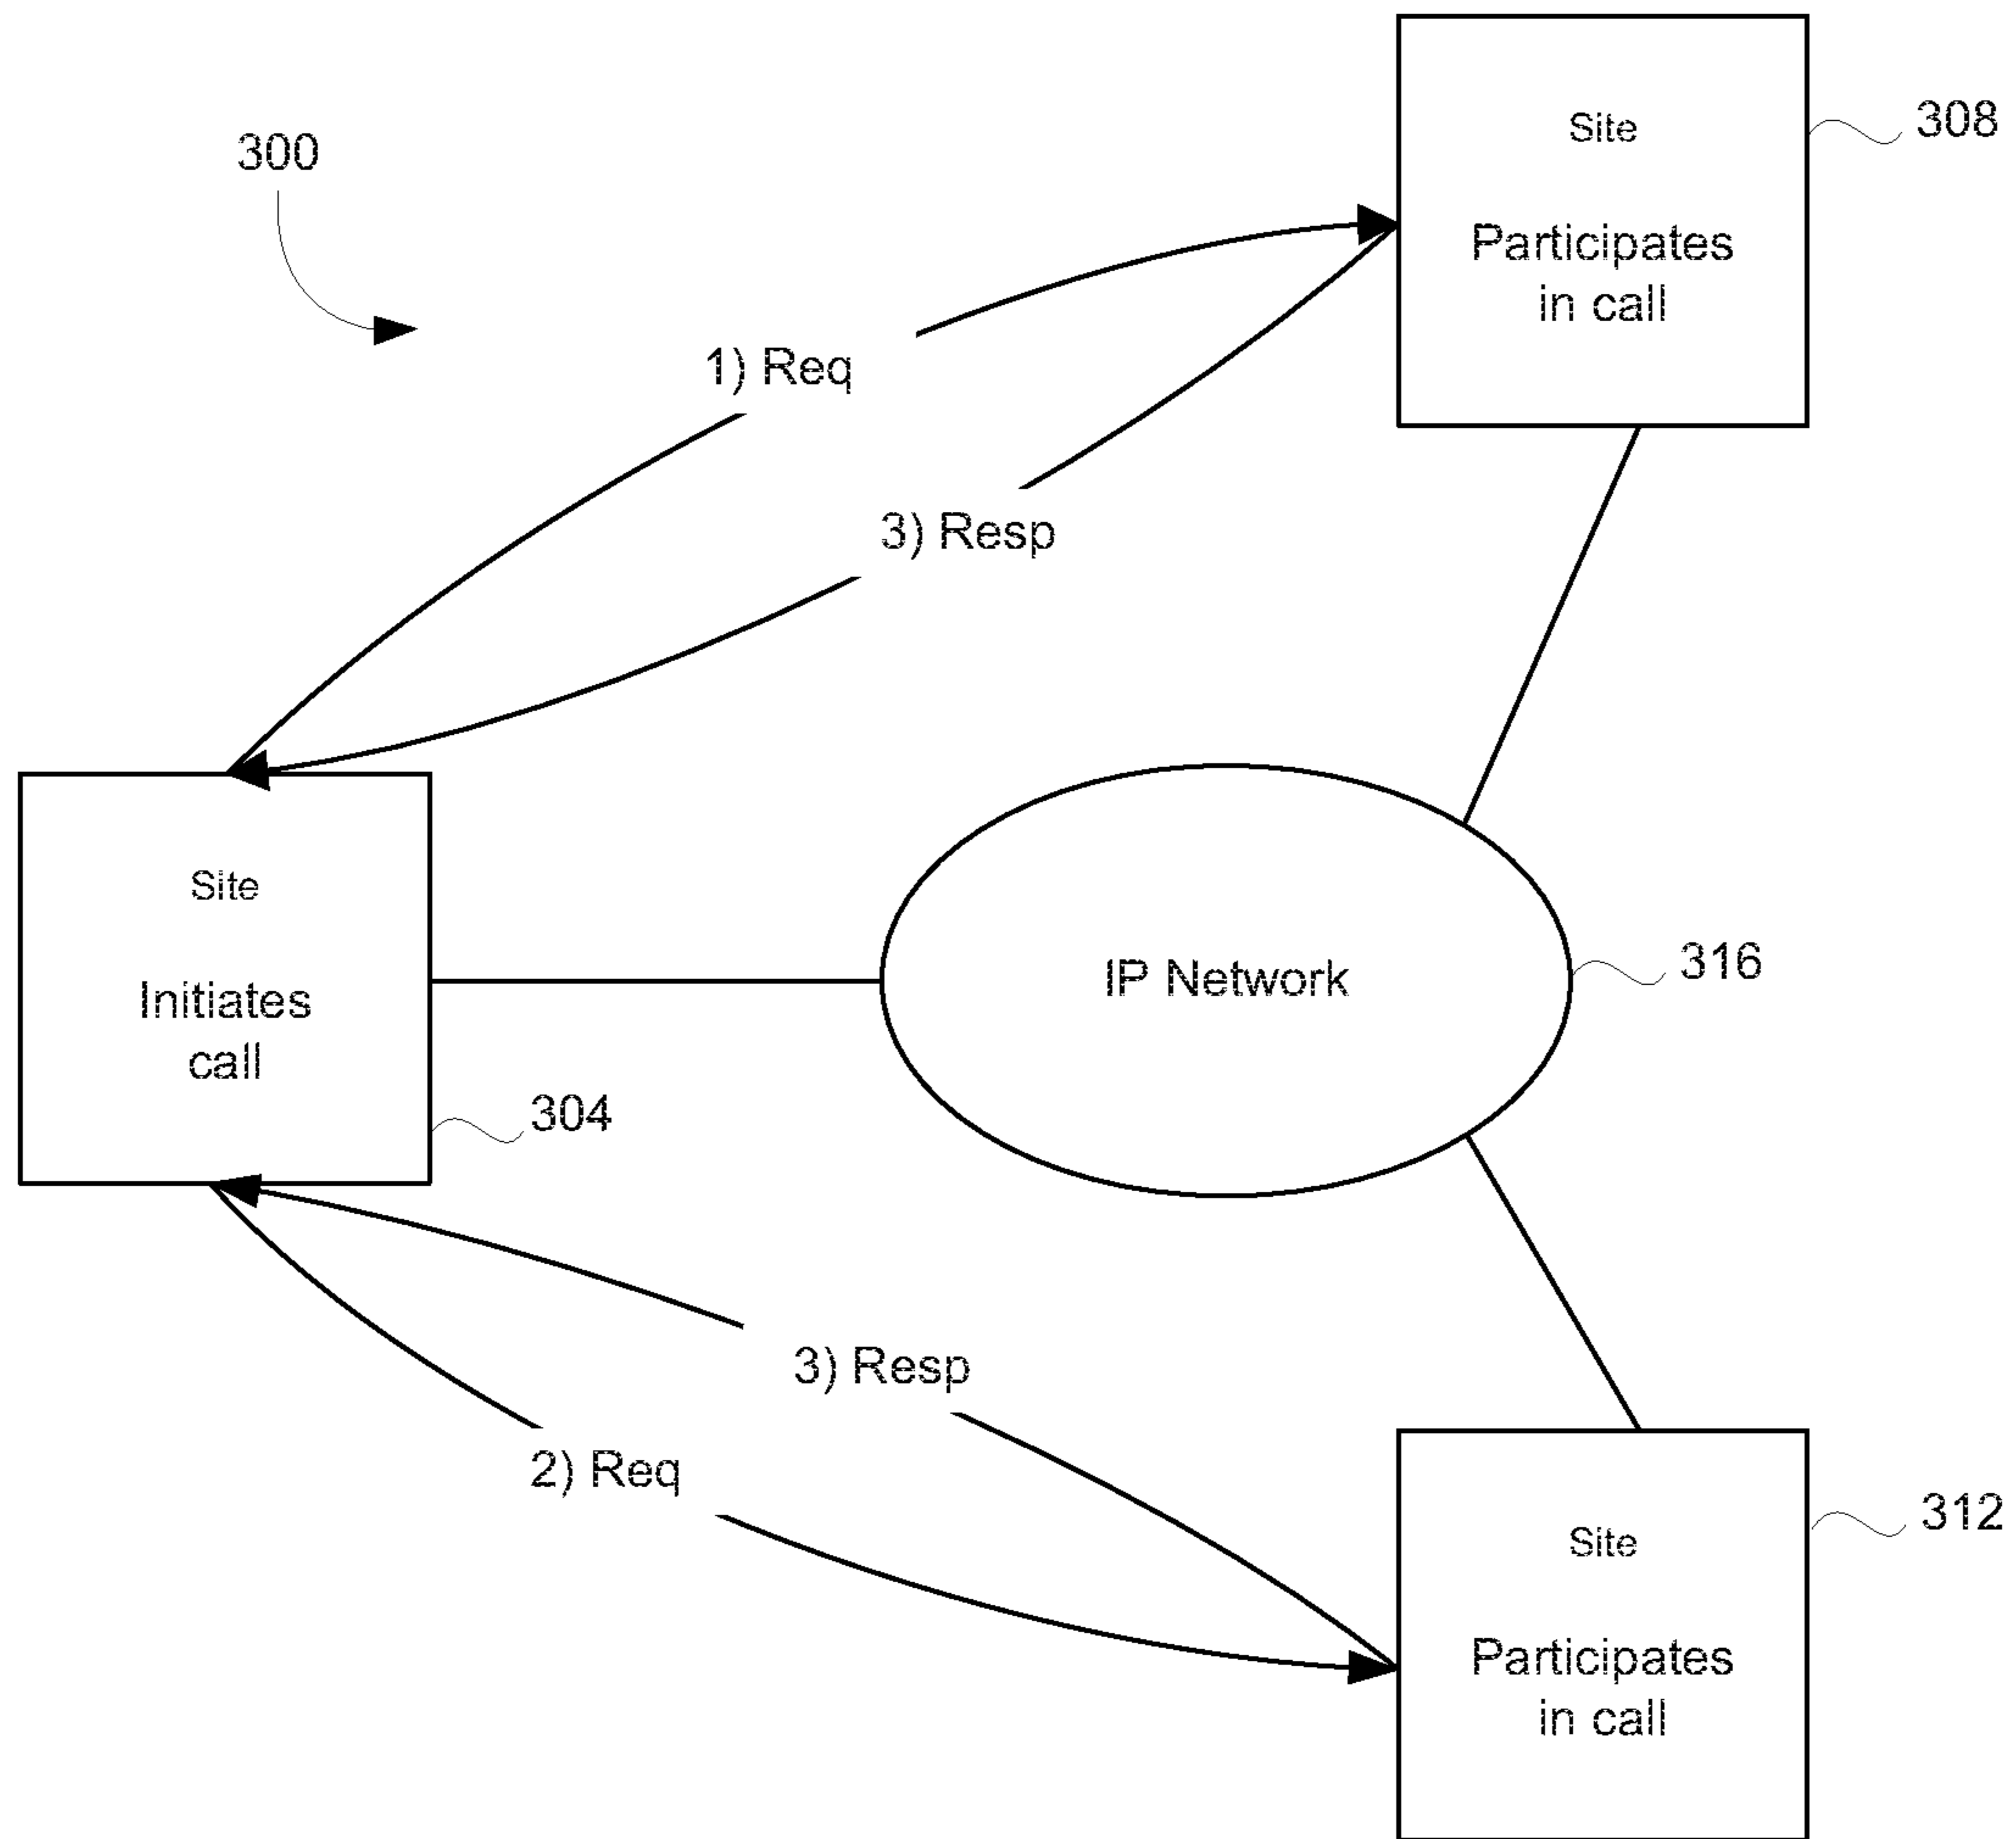 300
Site
308
Participates
in call
1) Req
3) Resp
Site
Initiates
call
304
IP Network
316
3) Resp
2) Req
Site
312
Participates
in call